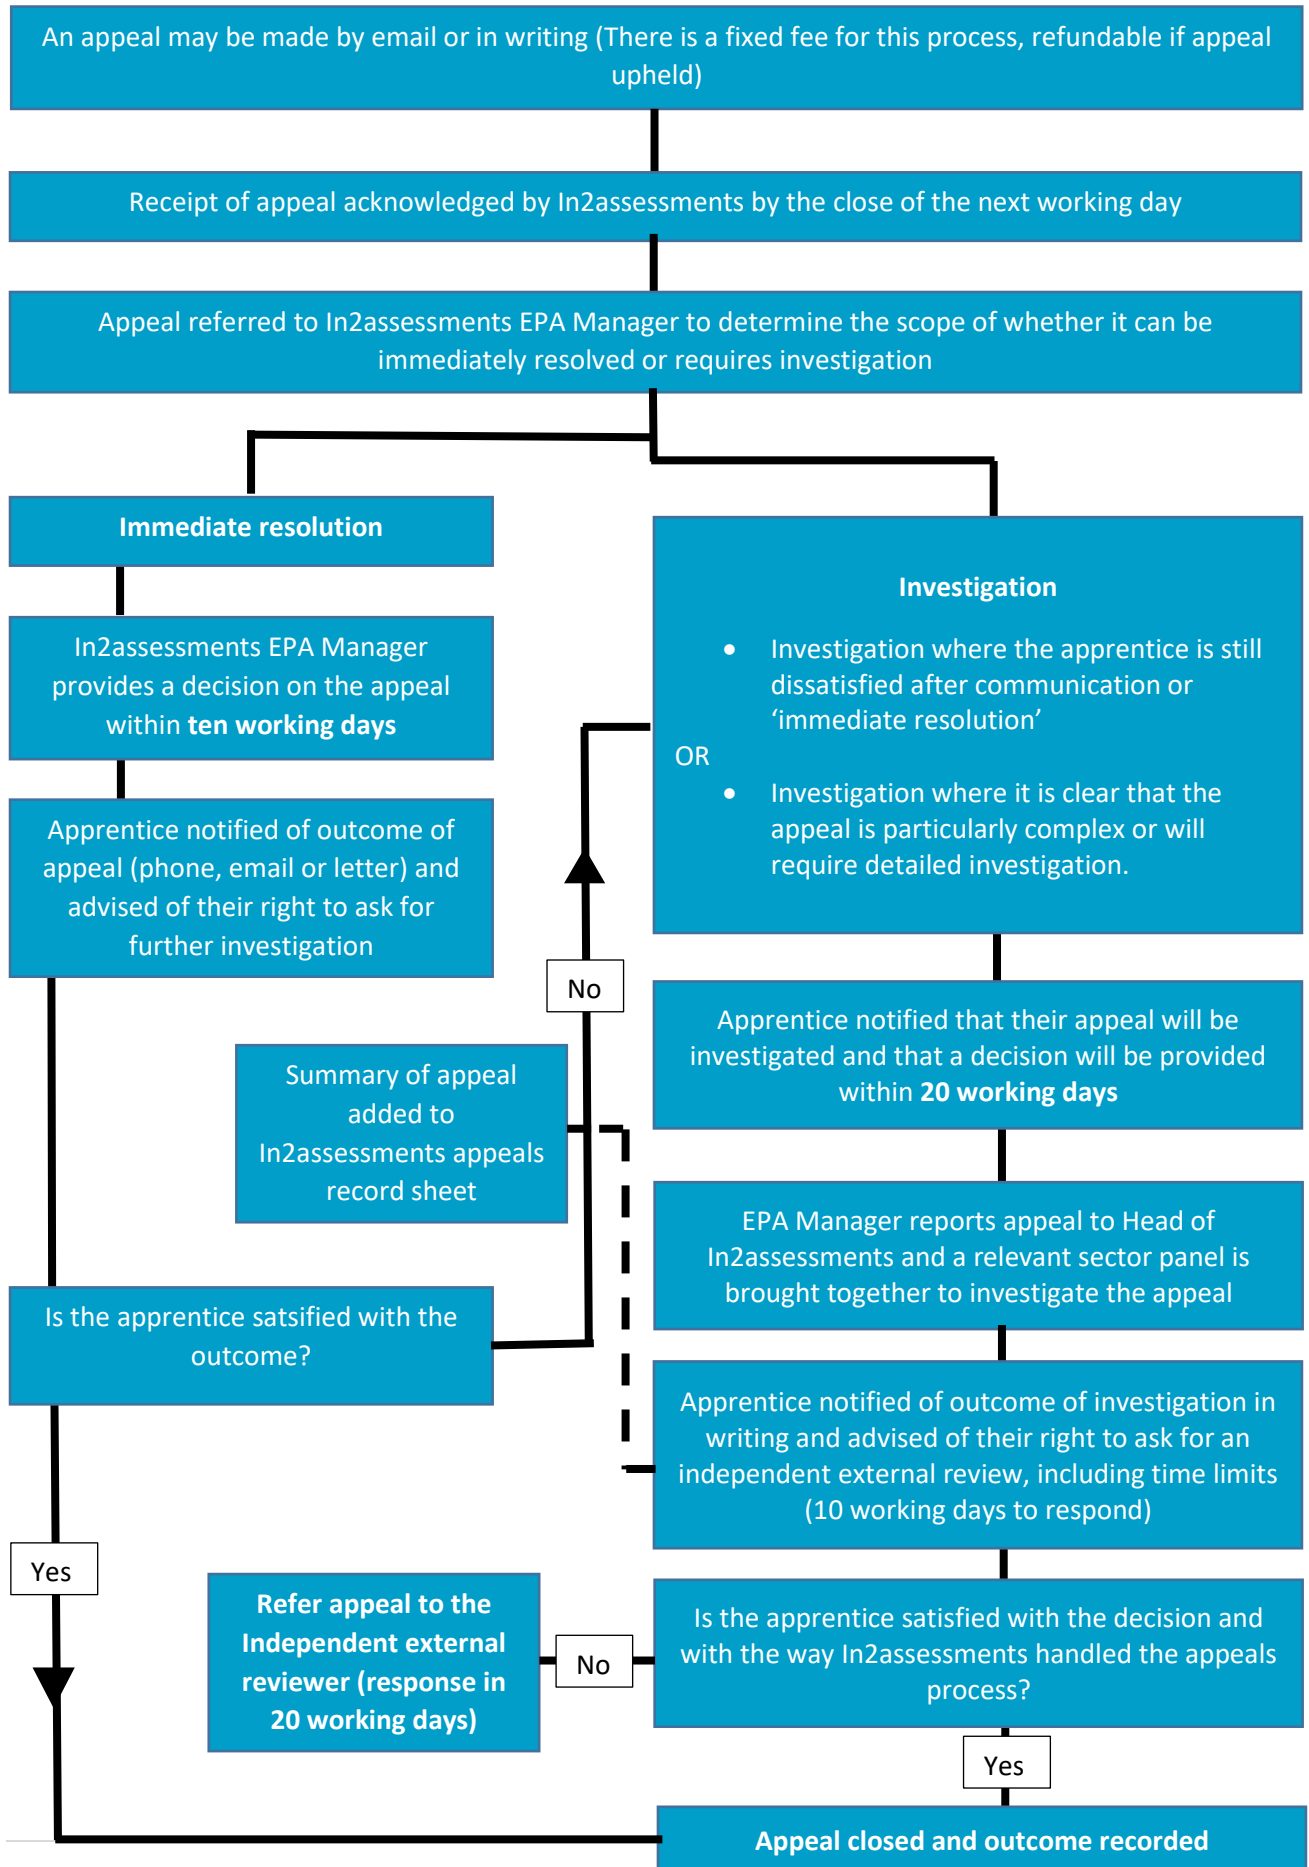 An appeal may be made by email or in writing (There is a fixed fee for this process, refundable if appeal
upheld)
Receipt of appeal acknowledged by In2assessments by the close of the next working day
Appeal referred to In2assessments EPA Manager to determine the scope of whether it can be
immediately resolved or requires investigation
Immediate resolution
In2assessments EPA Manager
provides a decision on the appeal
within ten working days
Apprentice notified of outcome of
appeal (phone, email or letter) and
advised of their right to ask for
further investigation
Investigation
• Investigation where the apprentice is still
dissatisfied after communication or
‘immediate resolution’
OR
• Investigation where it is clear that the
appeal is particularly complex or will
require detailed investigation.
No
Apprentice notified that their appeal will be
investigated and that a decision will be provided
within 20 working days
Summary of appeal
added to
In2assessments appeals
record sheet
EPA Manager reports appeal to Head of
In2assessments and a relevant sector panel is
brought together to investigate the appeal
Is the apprentice satsified with the
outcome?
Apprentice notified of outcome of investigation in
writing and advised of their right to ask for an
independent external review, including time limits
(10 working days to respond)
Yes
Refer appeal to the
Independent external
reviewer (response in
20 working days)
No
Is the apprentice satisfied with the decision and
with the way In2assessments handled the appeals
process?
Yes
Appeal closed and outcome recorded